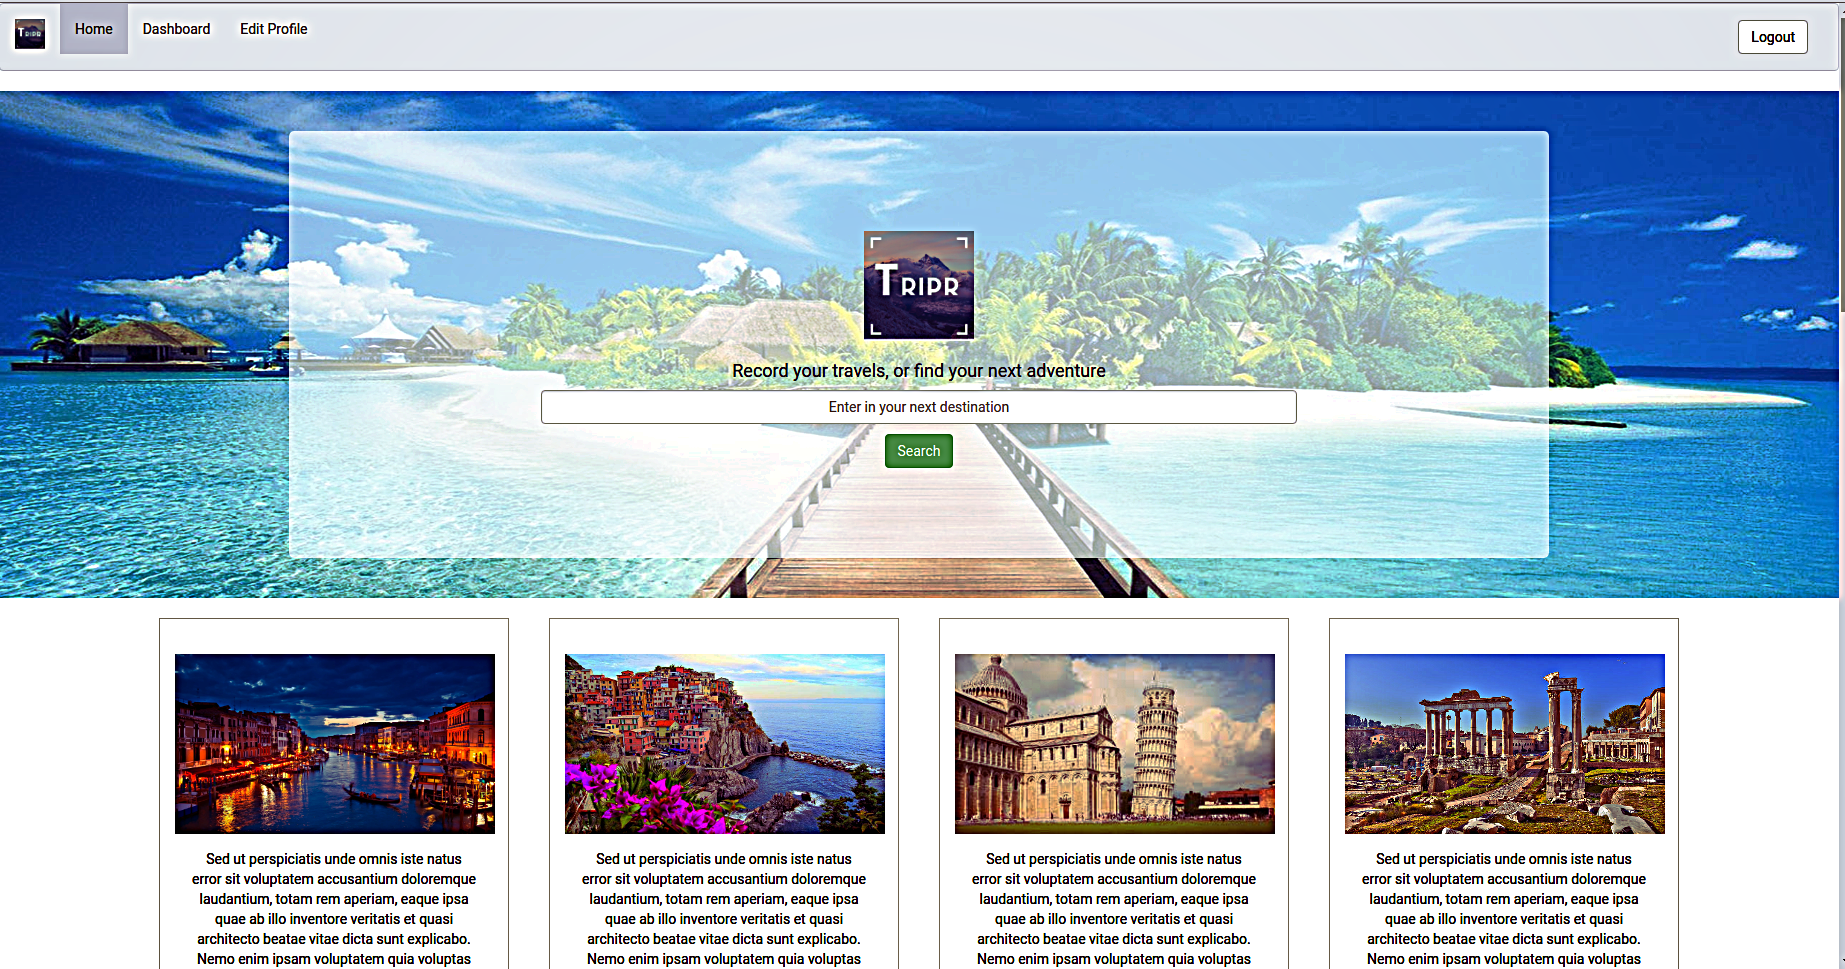 TRIPR
Home
Dashboard
Edit Profile
Logout
TRIPR
Record your travels, or find your next adventure
Enter in your next destination
Search
Sed ut perspiciatis unde omnis iste natus
error sit voluptatem accusantium doloremque
laudantium, totam rem aperiam, eaque ipsa
quae ab illo inventore veritatis et quasi
architecto beatae vitae dicta sunt explicabo.
Nemo enim ipsam voluptatem quia voluptas
Sed ut perspiciatis unde omnis iste natus
error sit voluptatem accusantium doloremque
laudantium, totam rem aperiam, eaque ipsa
quae ab illo inventore veritatis et quasi
architecto beatae vitae dicta sunt explicabo.
Nemo enim ipsam voluptatem quia voluptas
Sed ut perspiciatis unde omnis iste natus
error sit voluptatem accusantium doloremque
laudantium, totam rem aperiam, eaque ipsa
quae ab illo inventore veritatis et quasi
architecto beatae vitae dicta sunt explicabo.
Nemo enim ipsam voluptatem quia voluptas
Sed ut perspiciatis unde omnis iste natus
error sit voluptatem accusantium doloremque
laudantium, totam rem aperiam, eaque ipsa
quae ab illo inventore veritatis et quasi
architecto beatae vitae dicta sunt explicabo.
Nemo enim ipsam voluptatem quia voluptas